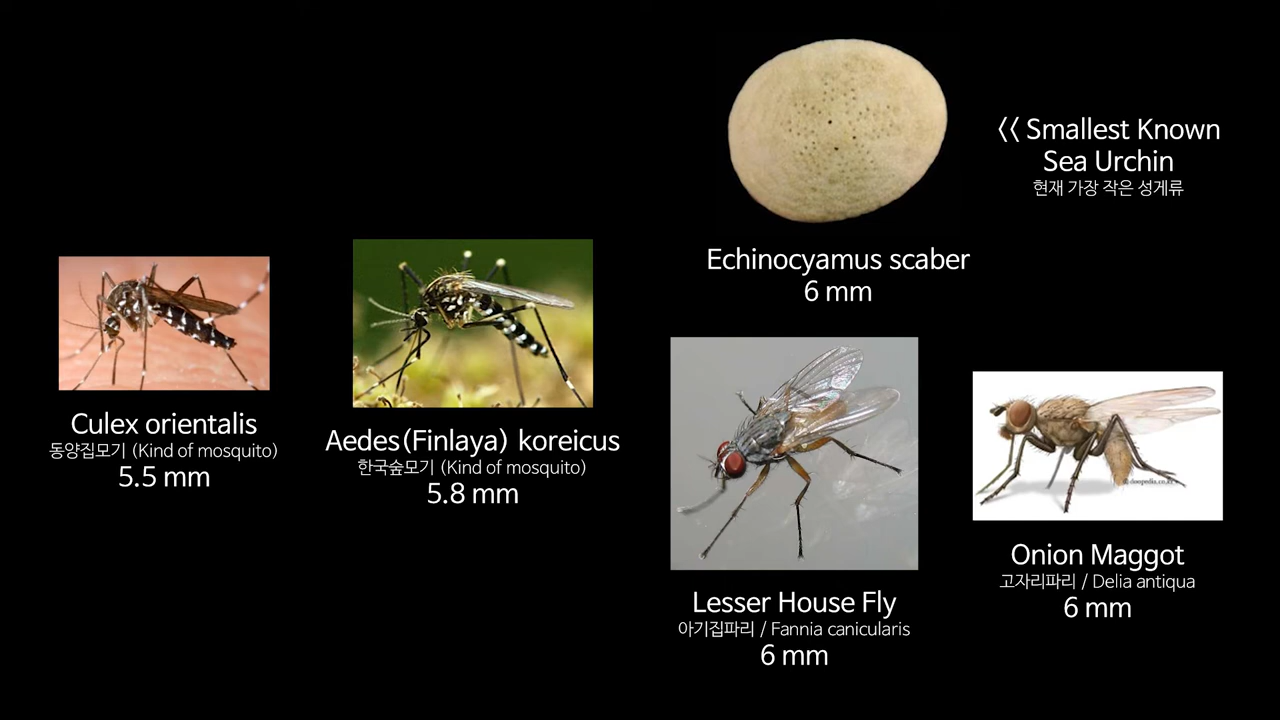 Culex orientalis
동양집모기 (Kind of mosquito)
5.5 mm
Aedes(Finlaya) koreicus
한국숲모기 (Kind of mosquito)
5.8 mm
Echinocyamus scaber
6 mm
〈〈 Smallest Known
Sea Urchin
현재 가장 작은 성게류
Lesser House Fly
아기집파리 / Fannia canicularis
6 mm
doopedia.co.kr
Onion Maggot
고자리파리 / Delia antiqua
6 mm